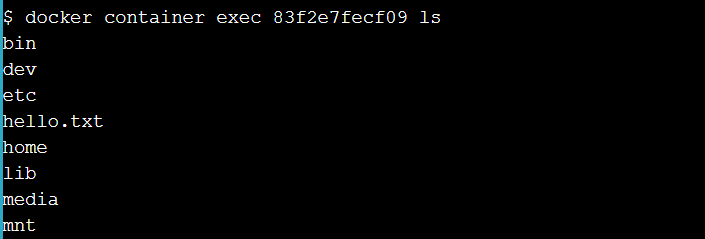 $ docker container exec 83f2e7fecf09 ls
bin
dev
etc
hello.txt
home
lib
media
mnt